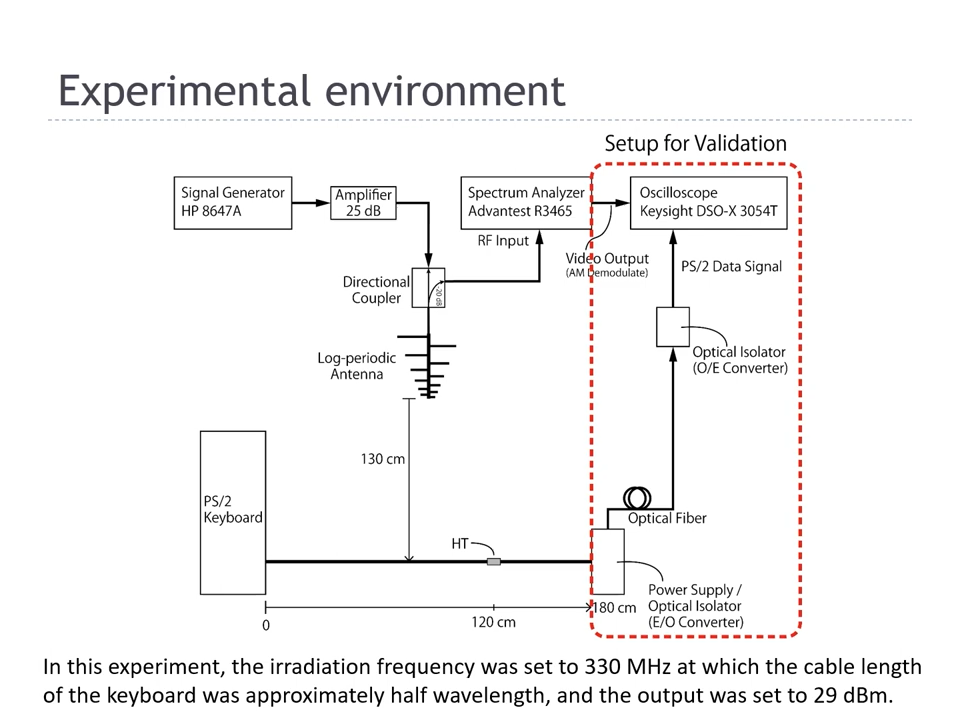 Experimental environment
Setup for Validation
Signal Generator
HP 8647A
Amplifier
25 dB
Spectrum Analyzer
Advantest R3465
Oscilloscope
Keysight DSO-X 3054T
RF Input
Video Output
(AM Demodulate)
PS/2 Data Signal
Directional
Coupler
20 dB
Log-periodic
Antenna
Optical Isolator
(O/E Converter)
130 cm
PS/2
Keyboard
Optical Fiber
HT
Power Supply /
Optical Isolator
(E/O Converter)
0
120 cm
180 cm
In this experiment, the irradiation frequency was set to 330 MHz at which the cable length
of the keyboard was approximately half wavelength, and the output was set to 29 dBm.